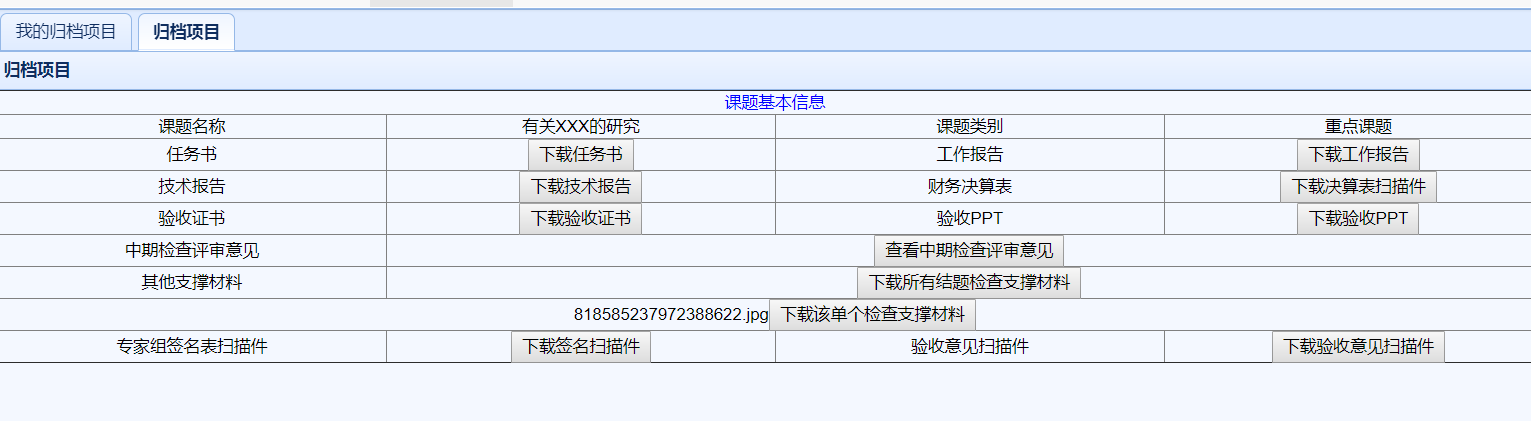 我的归档项目 归档项目
归档项目
课题基本信息
课题名称 有关XXX的研究 课题类别 重点课题
任务书 下载任务书 工作报告 下载工作报告
技术报告 下载技术报告 财务决算表 下载决算表扫描件
验收证书 下载验收证书 验收PPT 下载验收PPT
中期检查评审意见 查看中期检查评审意见
其他支撑材料 下载所有结题检查支撑材料
818585237972388622.jpg 下载该单个检查支撑材料
专家组签名表扫描件 下载签名扫描件 验收意见扫描件 下载验收意见扫描件